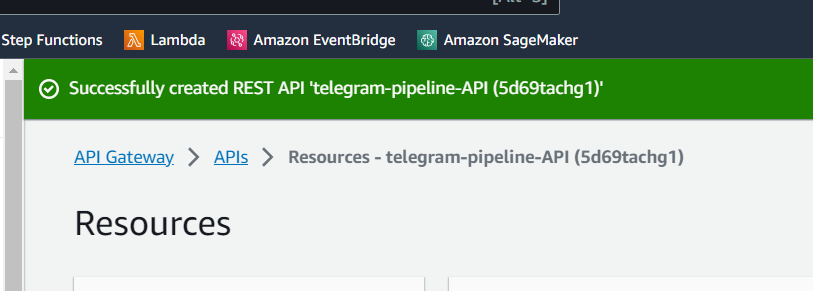 Step Functions Lambda Amazon EventBridge Amazon SageMaker
Successfully created REST API 'telegram-pipeline-API (5d69tachg1)'
API Gateway > APIs > Resources - telegram-pipeline-API (5d69tachg1)
Resources